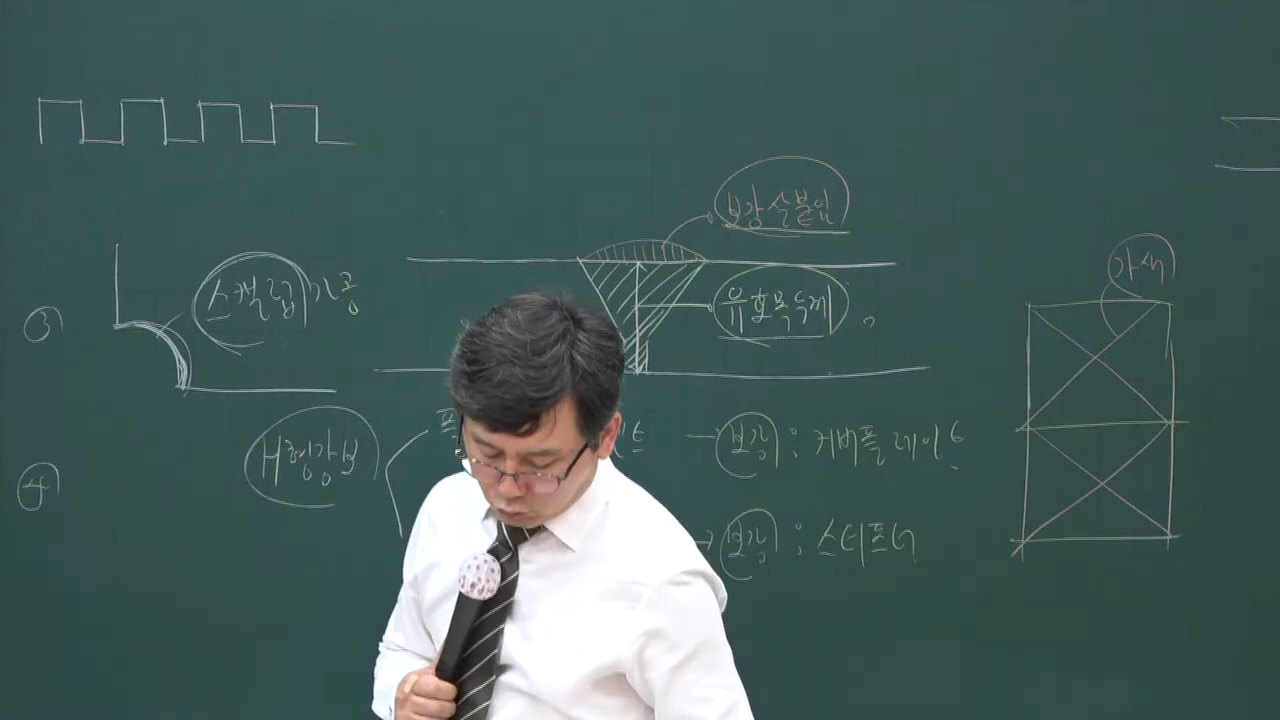 보강살붙임
가새
③ 스캘럽 가공
유효목두께
④ H형강보
보강 : 커버플레이트
보강 : 스티프너